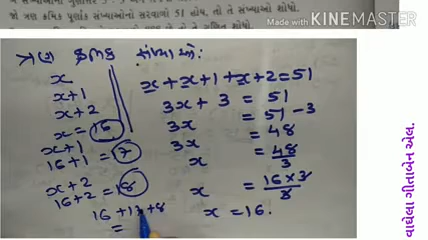 જો ત્રણ ક્રમિક પૂર્ણાંક સંખ્યાઓનો સરવાળો 51 હોય, તો તે સંખ્યાઓ શોધો.
Made with KINEMASTER
ત્રણ ક્રમિક સંખ્યાઓ:
x
x+1
x+2
x = 16
x+1
16+1 = 17
x+2
16+2 = 18
16 + 17 + 18
=
x + x+1 + x+2 = 51
3x + 3 = 51
3x = 51 - 3
3x = 48
x = 48/3
x = 16 × 3/3
x = 16.
વાઘેલા ગીતાબેન એલ.